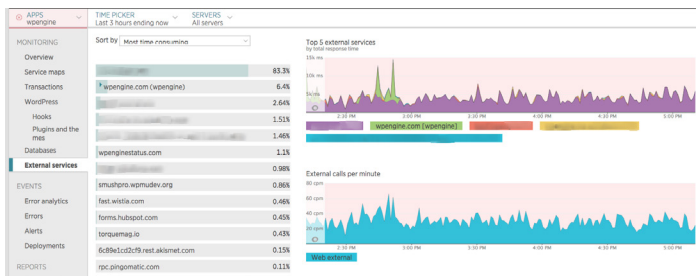 APPS
wpengine
TIME PICKER
Last 3 hours ending now
SERVERS
All servers
MONITORING
Overview
Service maps
Transactions
WordPress
Hooks
Plugins and the
mes
Databases
External services
EVENTS
Error analytics
Errors
Alerts
Deployments
REPORTS
Sort by Most time consuming
83.3%
wpengine.com (wpengine) 6.4%
2.64%
1.51%
1.46%
wpenginestatus.com 1.1%
0.98%
smushpro.wpmudev.org 0.86%
fast.wistia.com 0.46%
forms.hubspot.com 0.45%
torquemag.io 0.43%
6c89e1cd2cf9.rest.akismet.com 0.15%
rpc.pingomatic.com 0.11%
Top 5 external services
by total response time
15k ms
10k ms
5k ms
2:30 PM 3:00 PM 3:30 PM 4:00 PM 4:30 PM 5:00 PM
wpengine.com [wpengine]
External calls per minute
80 cpm
60 cpm
40 cpm
20 cpm
2:30 PM 3:00 PM 3:30 PM 4:00 PM 4:30 PM 5:00 PM
Web external